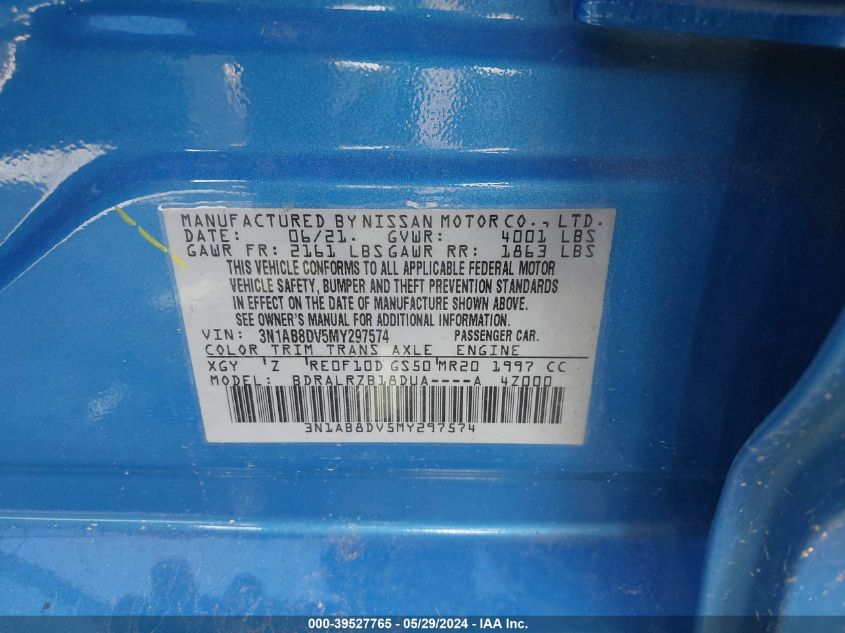 MANUFACTURED BY NISSAN MOTOR CO., LTD.
DATE: 06/21. GVWR: 4001 LBS
GAWR FR: 2161 LBS GAWR RR: 1863 LBS
THIS VEHICLE CONFORMS TO ALL APPLICABLE FEDERAL MOTOR
VEHICLE SAFETY, BUMPER AND THEFT PREVENTION STANDARDS
IN EFFECT ON THE DATE OF MANUFACTURE SHOWN ABOVE.
SEE OWNER'S MANUAL FOR ADDITIONAL INFORMATION.
VIN: 3N1AB8DV5MY297574 PASSENGER CAR.
COLOR TRIM TRANS AXLE ENGINE
XGY Z RE0F10D GS50 MR20 1997 CC
MODEL: BDRALRZB18DUA----A 4Z000
3N1AB8DV5MY297574
000-39527765 - 05/29/2024 - IAA, Inc.